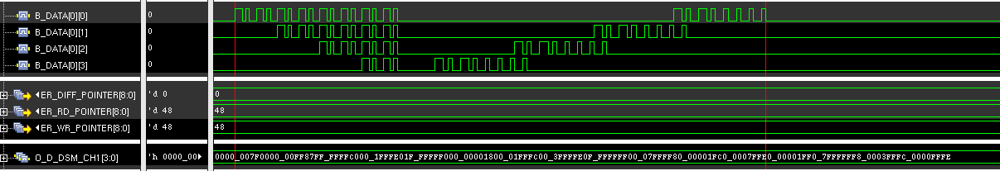 B_DATA[0][0] 0
B_DATA[0][1] 0
B_DATA[0][2] 0
B_DATA[0][3] 0
ER_DIFF_POINTER[8:0] 'd 0 0
ER_RD_POINTER[8:0] 'd 48 48
ER_WR_POINTER[8:0] 'd 48 48
O_D_DSM_CH1[3:0] 'h 0000_00 0000_007F0000_00FF87FF_FFFFC000_1FFFE01F_FFFFF000_00001800_01FFFC00_3FFFFE0F_FFFFFF00_07FFFF80_00001FC0_0007FFE0_00001FF0_7FFFFFF8_0003FFFC_0000FFFE